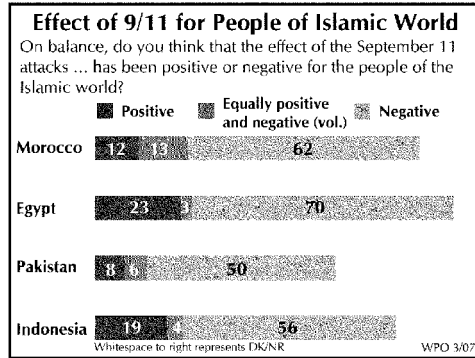 Effect of 9/11 for People of Islamic World
On balance, do you think that the effect of the September 11
attacks ... has been positive or negative for the people of the
Islamic world?
Positive Equally positive and negative (vol.) Negative
Morocco 12 13 62
Egypt 23 3 70
Pakistan 8 6 50
Indonesia 19 4 56
Whitespace to right represents DK/NR WPO 3/07